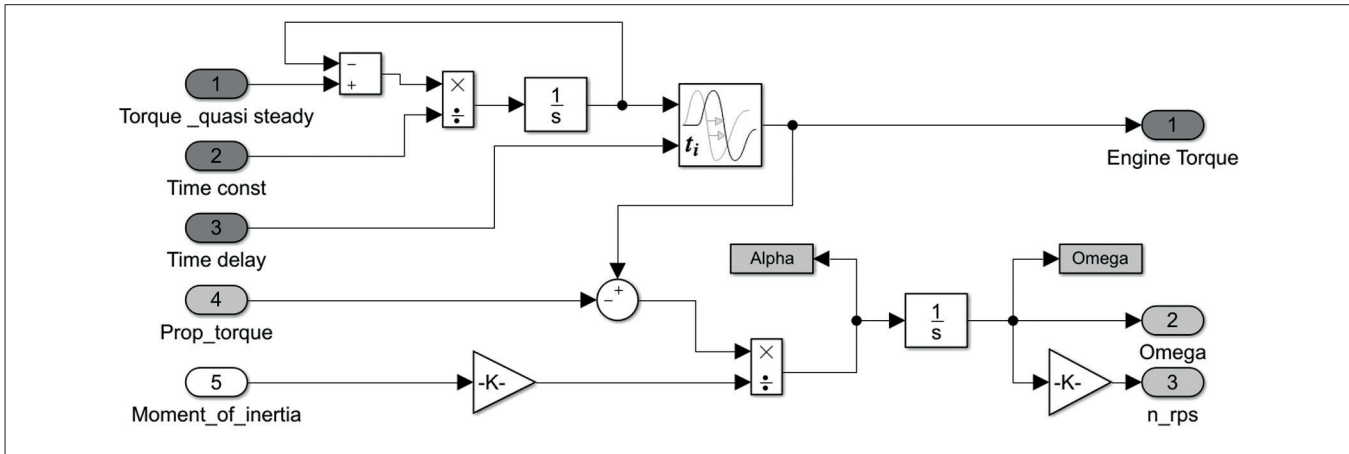 1
Torque _quasi steady
2
Time const
3
Time delay
4
Prop_torque
5
Moment_of_inertia
−
+
×
÷
1
s
t i
1
Engine Torque
− +
-K-
×
÷
Alpha
1
s
Omega
2
Omega
-K-
3
n_rps